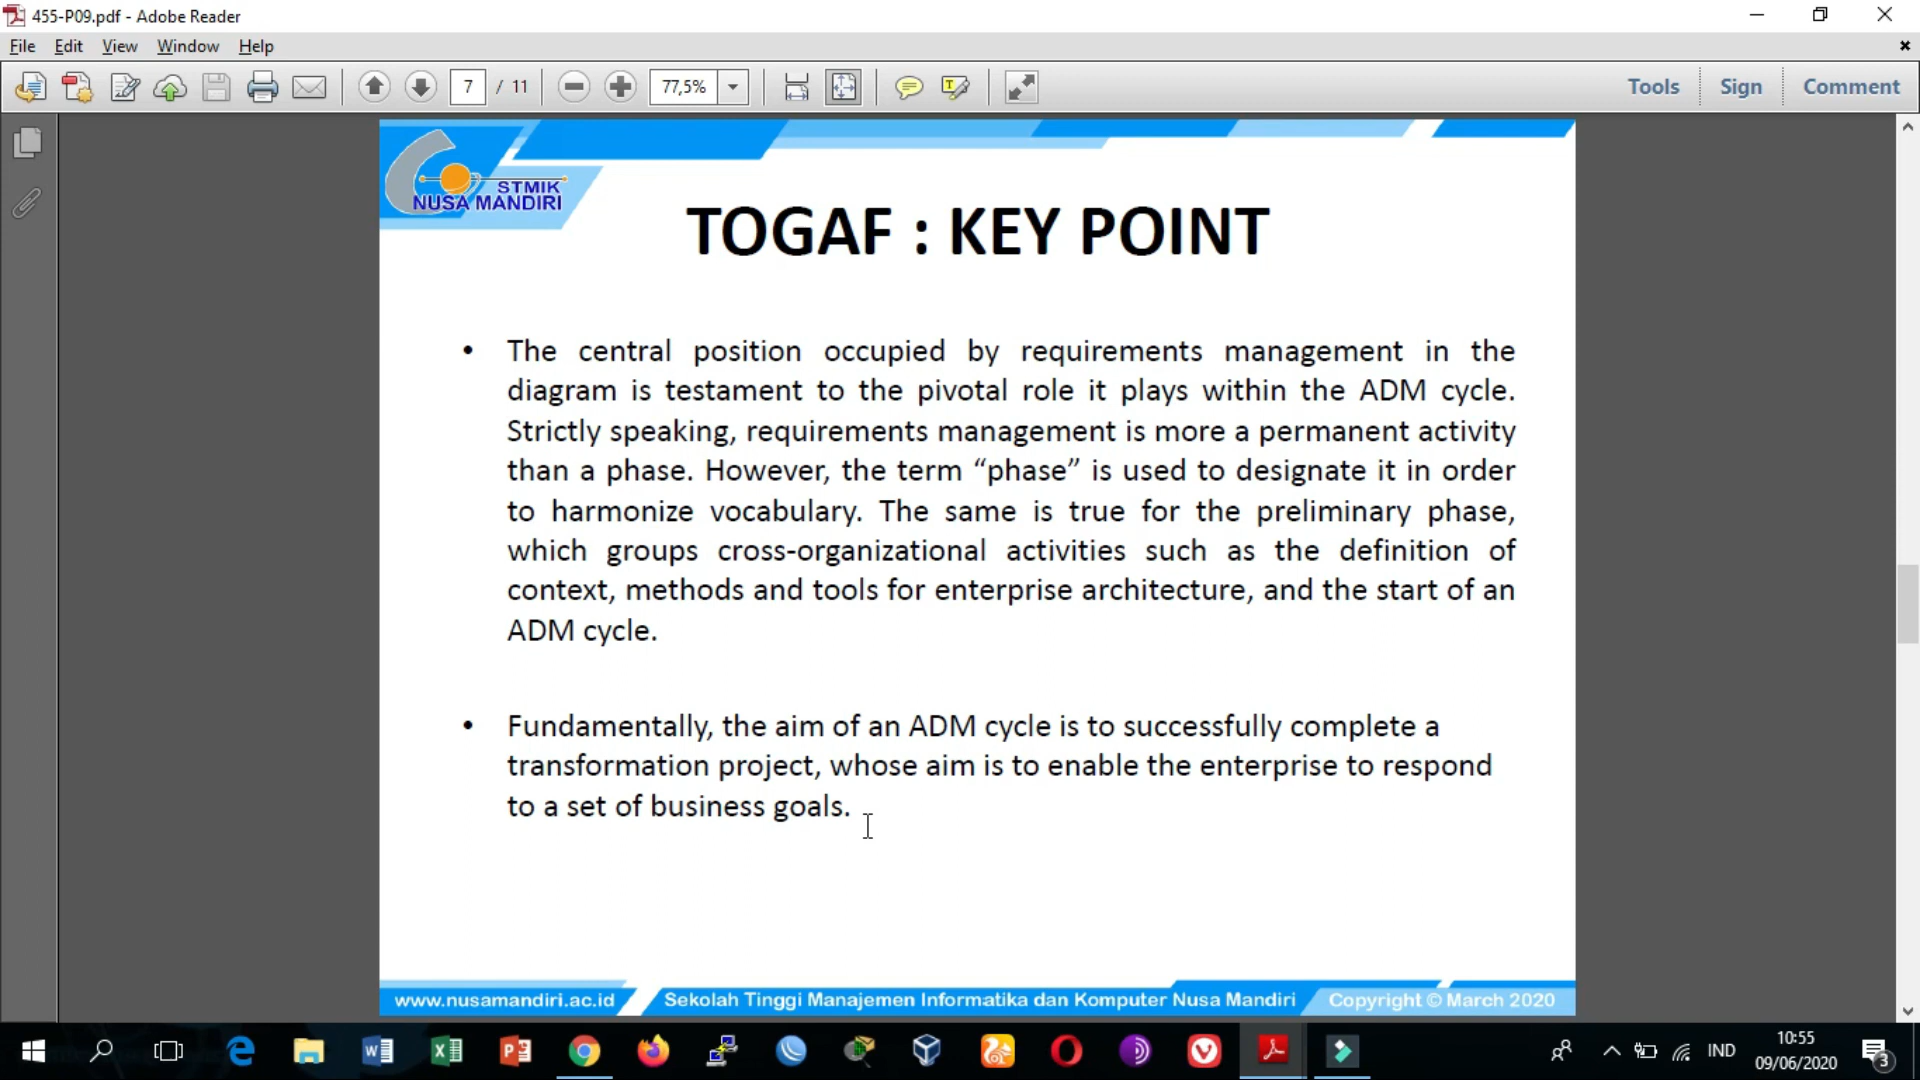 455-P09.pdf - Adobe Reader
File Edit View Window Help
7 / 11 77,5% Tools Sign Comment
STMIK
NUSA MANDIRI
TOGAF : KEY POINT
• The central position occupied by requirements management in the
diagram is testament to the pivotal role it plays within the ADM cycle.
Strictly speaking, requirements management is more a permanent activity
than a phase. However, the term “phase” is used to designate it in order
to harmonize vocabulary. The same is true for the preliminary phase,
which groups cross-organizational activities such as the definition of
context, methods and tools for enterprise architecture, and the start of an
ADM cycle.
• Fundamentally, the aim of an ADM cycle is to successfully complete a
transformation project, whose aim is to enable the enterprise to respond
to a set of business goals.
www.nusamandiri.ac.id Sekolah Tinggi Manajemen Informatika dan Komputer Nusa Mandiri Copyright © March 2020
IND 10:55
09/06/2020 3